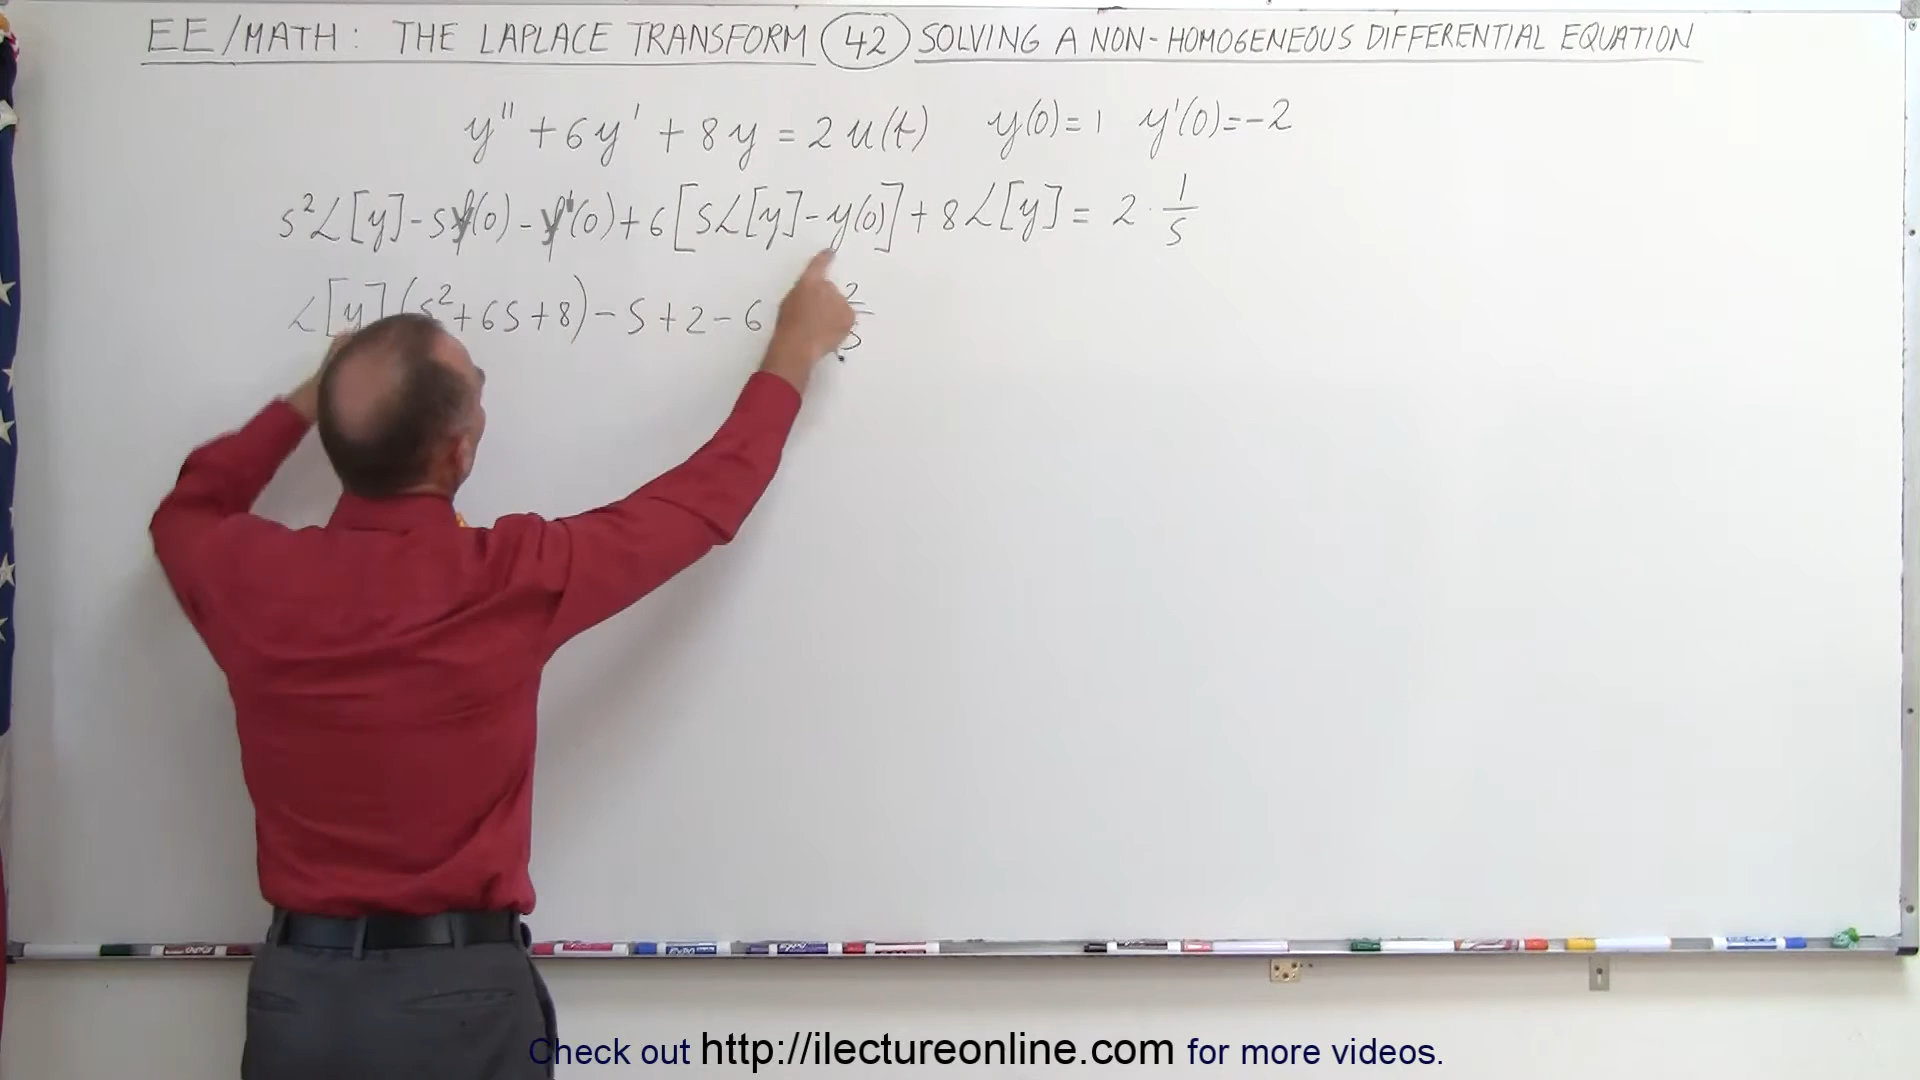 EE/MATH: THE LAPLACE TRANSFORM 42 SOLVING A NON-HOMOGENEOUS DIFFERENTIAL EQUATION
y'' + 6y' + 8y = 2u(t) y(0)=1 y'(0)=-2
s²L[y] - sy(0) - y'(0) + 6[sL[y] - y(0)] + 8L[y] = 2 · 1/s
L[y](s² + 6s + 8) - s + 2 - 6 2/s
EXPO
Check out http://ilectureonline.com for more videos.